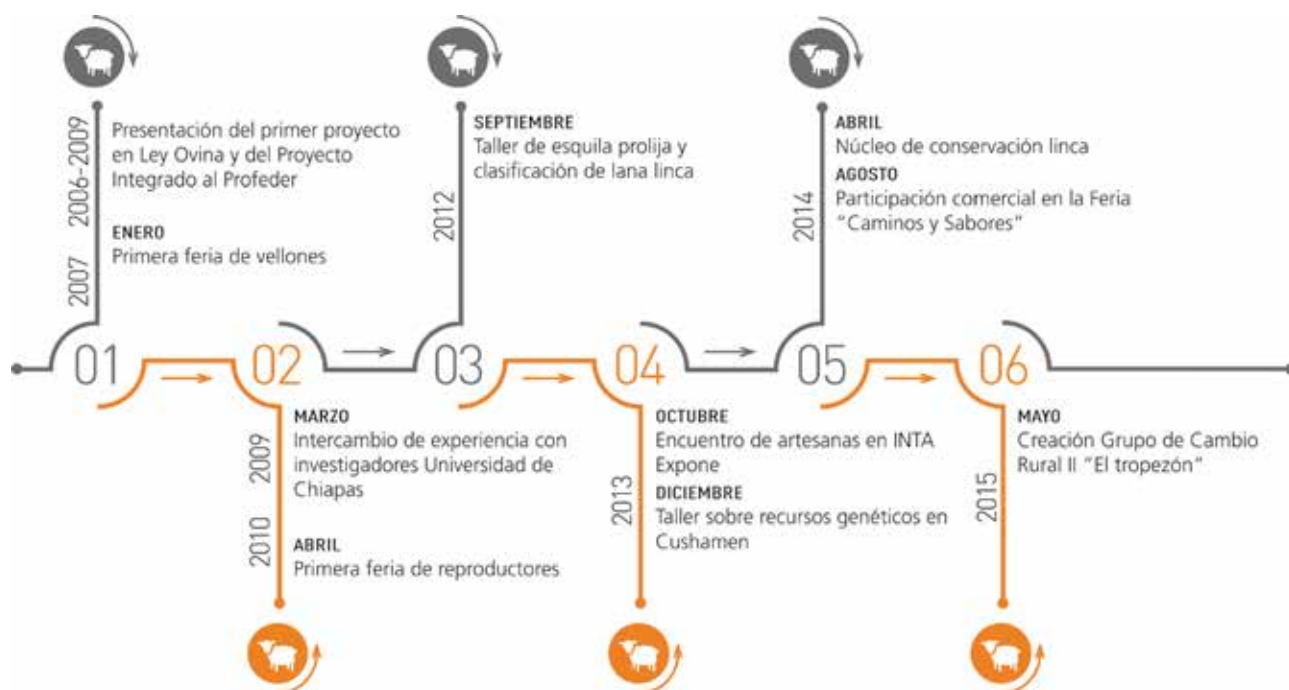 2006-2009
Presentación del primer proyecto
en Ley Ovina y del Proyecto
Integrado al Profeder
2007
ENERO
Primera feria de vellones
01
02
2009
MARZO
Intercambio de experiencia con
investigadores Universidad de
Chiapas
2010
ABRIL
Primera feria de reproductores
2012
SEPTIEMBRE
Taller de esquila prolija y
clasificación de lana linca
03
04
2013
OCTUBRE
Encuentro de artesanas en INTA
Expone
DICIEMBRE
Taller sobre recursos genéticos en
Cushamen
2014
ABRIL
Núcleo de conservación linca
AGOSTO
Participación comercial en la Feria
“Caminos y Sabores”
05
06
2015
MAYO
Creación Grupo de Cambio
Rural II “El tropezón”